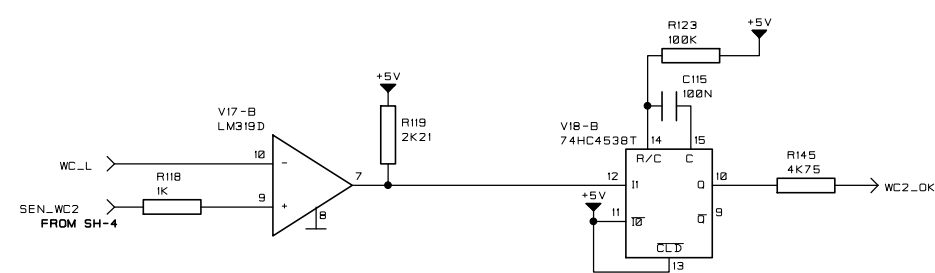 R123
100K
+5V
C115
100N
+5V
V17-B
LM319D
R119
2K21
V18-B
74HC4538T
14
15
R/C
C
WC_L
10
-
R118
1K
7
12
I1
Q
10
R145
4K75
WC2_OK
SEN_WC2
FROM SH-4
9
+
8
+5V
11
I0
Q
9
CLD
13